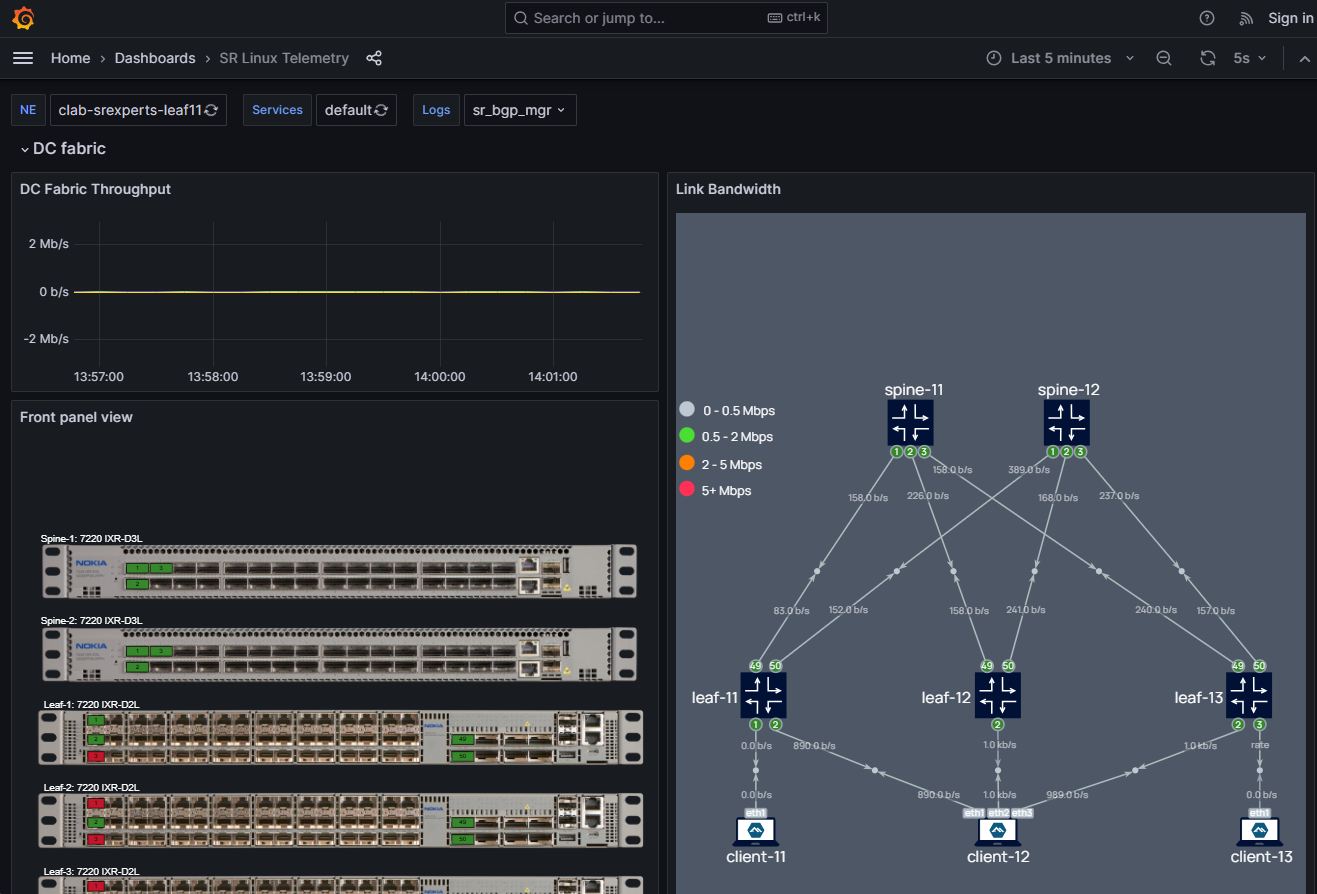 Search or jump to... ctrl+k
Sign in
Home › Dashboards › SR Linux Telemetry
Last 5 minutes
5s
NE clab-srexperts-leaf11 Services default Logs sr_bgp_mgr
DC fabric
DC Fabric Throughput
2 Mb/s
0 b/s
-2 Mb/s
13:57:00 13:58:00 13:59:00 14:00:00 14:01:00
Front panel view
Spine-1: 7220 IXR-D3L
NOKIA
1 3
2
Spine-2: 7220 IXR-D3L
NOKIA
1 3
2
Leaf-1: 7220 IXR-D2L
NOKIA
1
2 49
3 50
Leaf-2: 7220 IXR-D2L
NOKIA
1
2 49
3 50
Leaf-3: 7220 IXR-D2L
1
Link Bandwidth
spine-11 spine-12
0 - 0.5 Mbps
0.5 - 2 Mbps
2 - 5 Mbps
5+ Mbps
1 2 3 1 2 3
158.0 b/s 389.0 b/s
158.0 b/s 226.0 b/s 168.0 b/s 237.0 b/s
83.0 b/s 152.0 b/s 158.0 b/s 241.0 b/s 240.0 b/s 157.0 b/s
49 50 49 50 49 50
leaf-11 leaf-12 leaf-13
1 2 2 2 3
0.0 b/s 890.0 b/s 1.0 kb/s 1.0 kb/s rate
0.0 b/s 890.0 b/s 1.0 kb/s 989.0 b/s 0.0 b/s
eth1 eth1 eth2 eth3 eth1
client-11 client-12 client-13